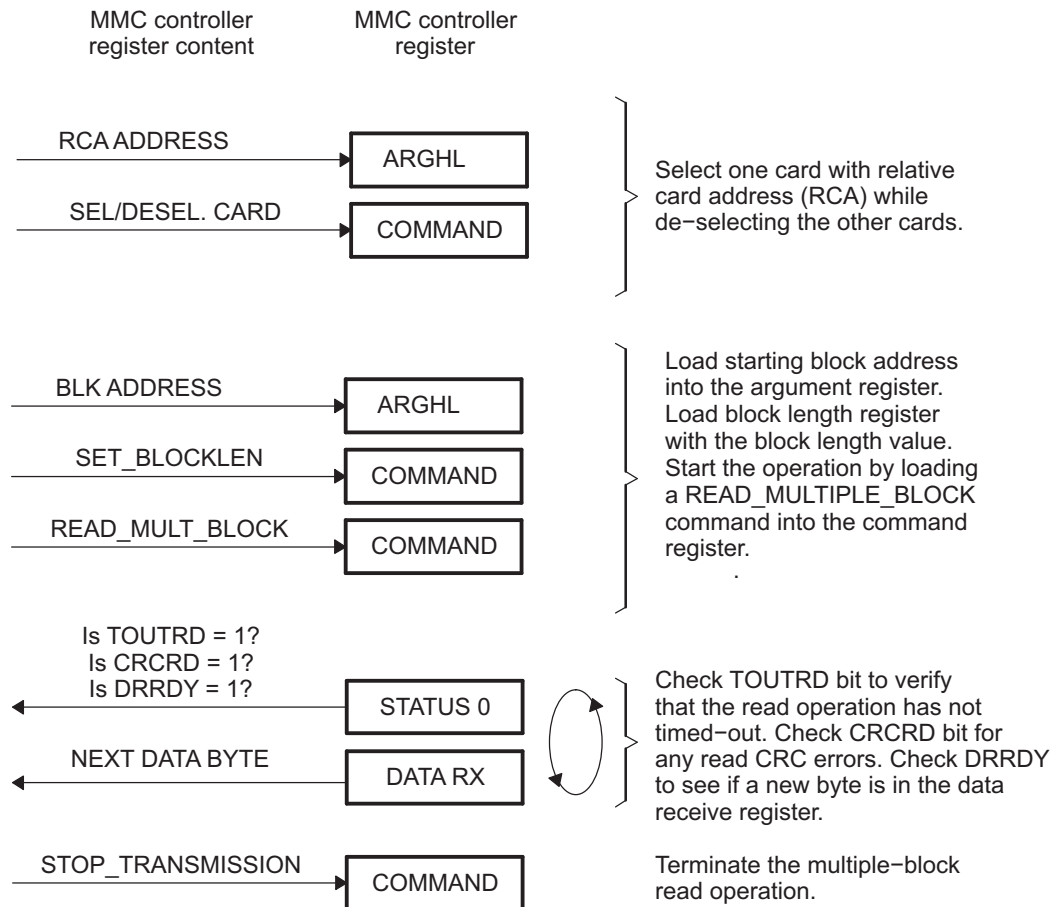 MMC controller
register content
MMC controller
register
RCA ADDRESS
ARGHL
SEL/DESEL. CARD
COMMAND
Select one card with relative
card address (RCA) while
de−selecting the other cards.
BLK ADDRESS
ARGHL
SET_BLOCKLEN
COMMAND
READ_MULT_BLOCK
COMMAND
Load starting block address
into the argument register.
Load block length register
with the block length value.
Start the operation by loading
a READ_MULTIPLE_BLOCK
command into the command
register.
.
Is TOUTRD = 1?
Is CRCRD = 1?
Is DRRDY = 1?
STATUS 0
NEXT DATA BYTE
DATA RX
Check TOUTRD bit to verify
that the read operation has not
timed−out. Check CRCRD bit for
any read CRC errors. Check DRRDY
to see if a new byte is in the data
receive register.
STOP_TRANSMISSION
COMMAND
Terminate the multiple−block
read operation.